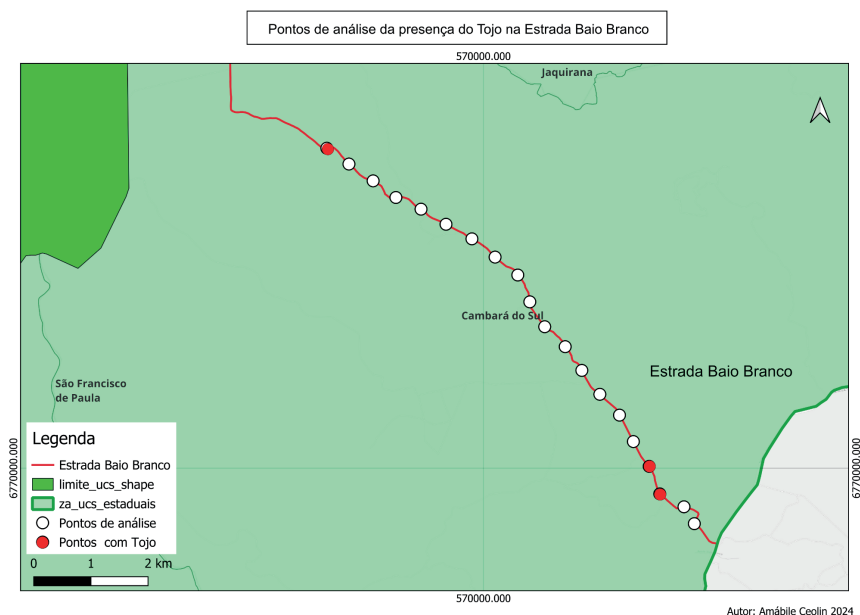 Pontos de análise da presença do Tojo na Estrada Baio Branco
570000.000
Jaquirana
Cambará do Sul
Estrada Baio Branco
São Francisco
de Paula
6770000.000
6770000.000
Legenda
Estrada Baio Branco
limite_ucs_shape
za_ucs_estaduais
Pontos de análise
Pontos com Tojo
0 1 2 km
570000.000
Autor: Amábile Ceolin 2024